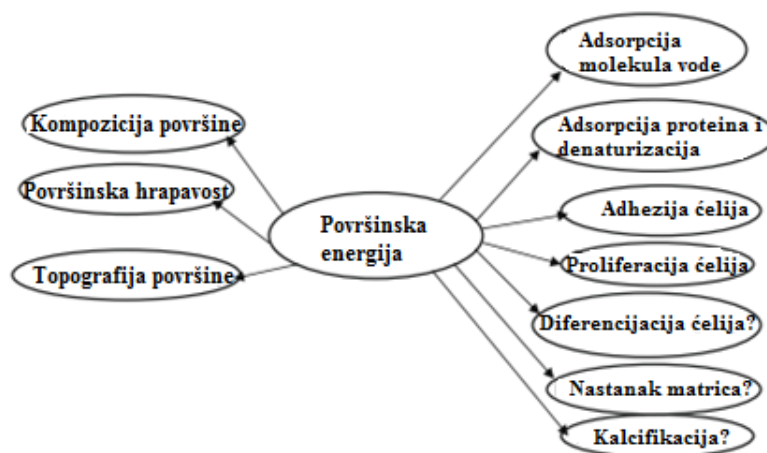 Kompozicija površine
Površinska hrapavost
Topografija površine
Površinska
energija
Adsorpcija
molekula vode
Adsorpcija proteina i
denaturizacija
Adhezija ćelija
Proliferacija ćelija
Diferencijacija ćelija?
Nastanak matrica?
Kalcifikacija?